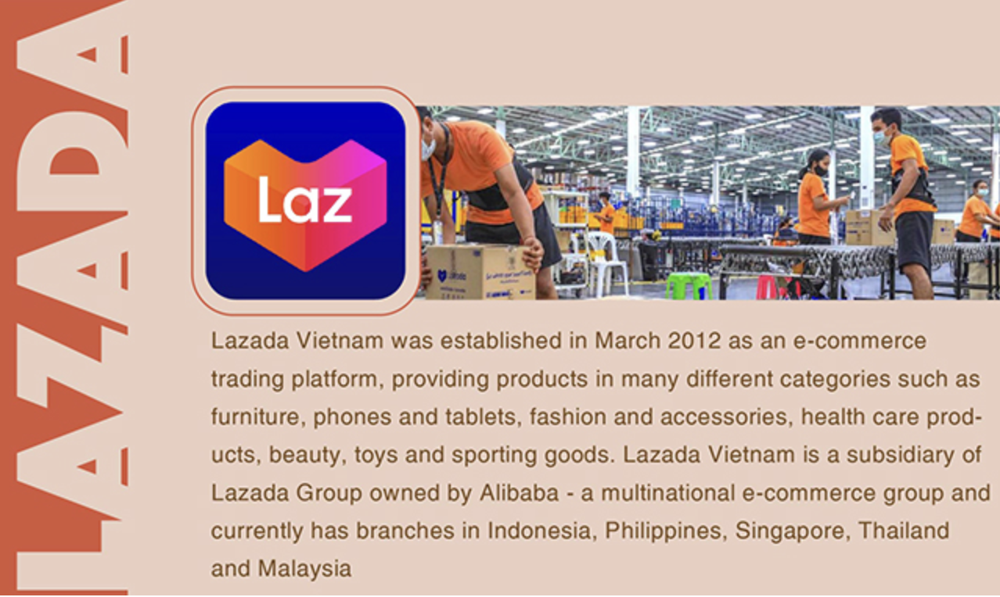 LAZADA
Laz
Lazada Vietnam was established in March 2012 as an e-commerce
trading platform, providing products in many different categories such as
furniture, phones and tablets, fashion and accessories, health care prod-
ucts, beauty, toys and sporting goods. Lazada Vietnam is a subsidiary of
Lazada Group owned by Alibaba - a multinational e-commerce group and
currently has branches in Indonesia, Philippines, Singapore, Thailand
and Malaysia